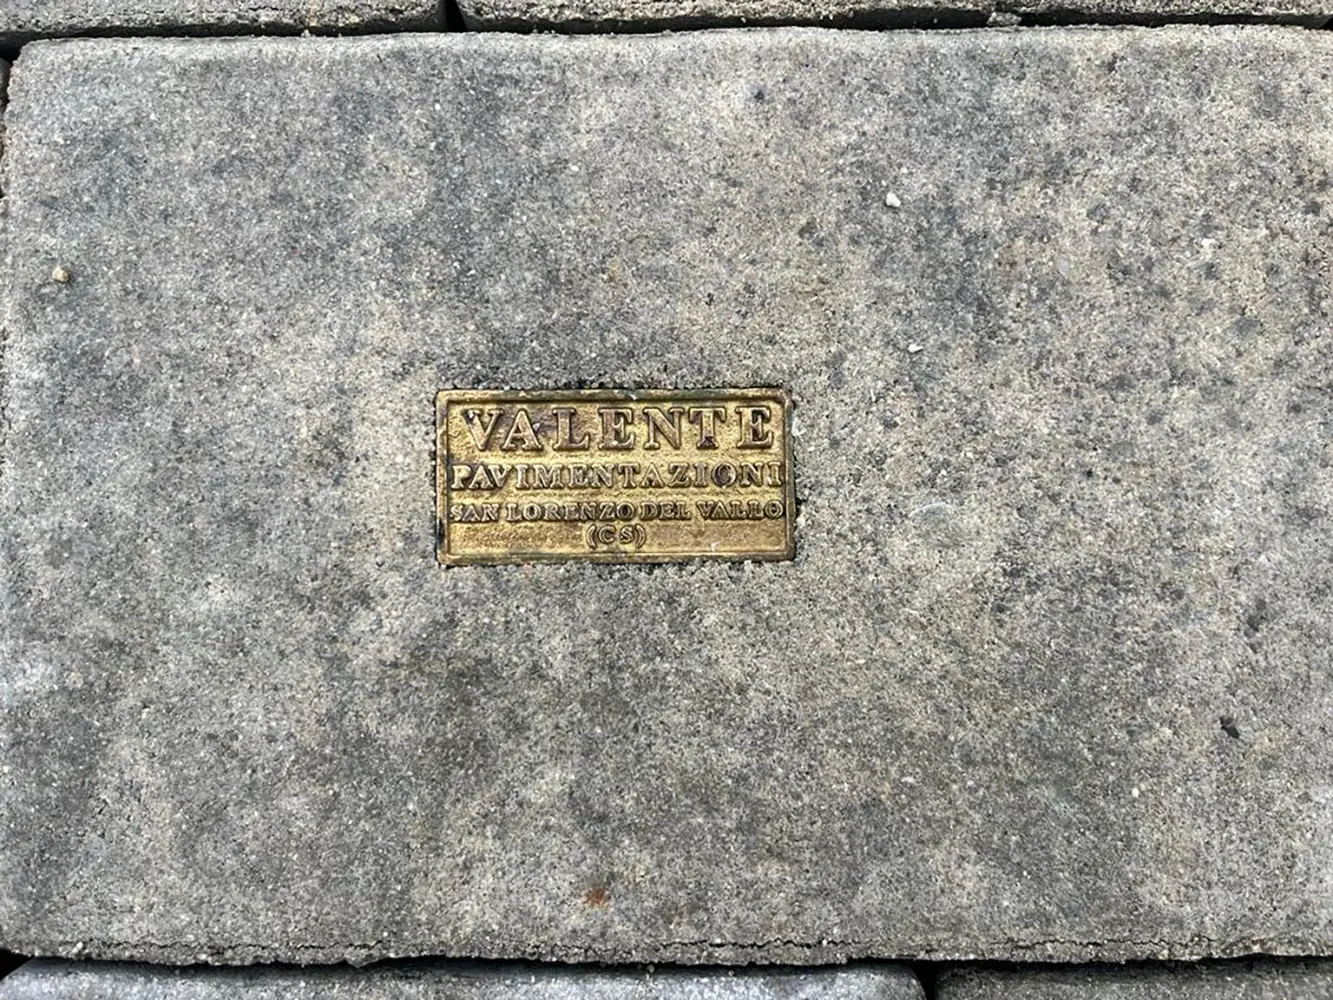 VALENTE
PAVIMENTAZIONI
SAN LORENZO DEL VALLO
(CS)